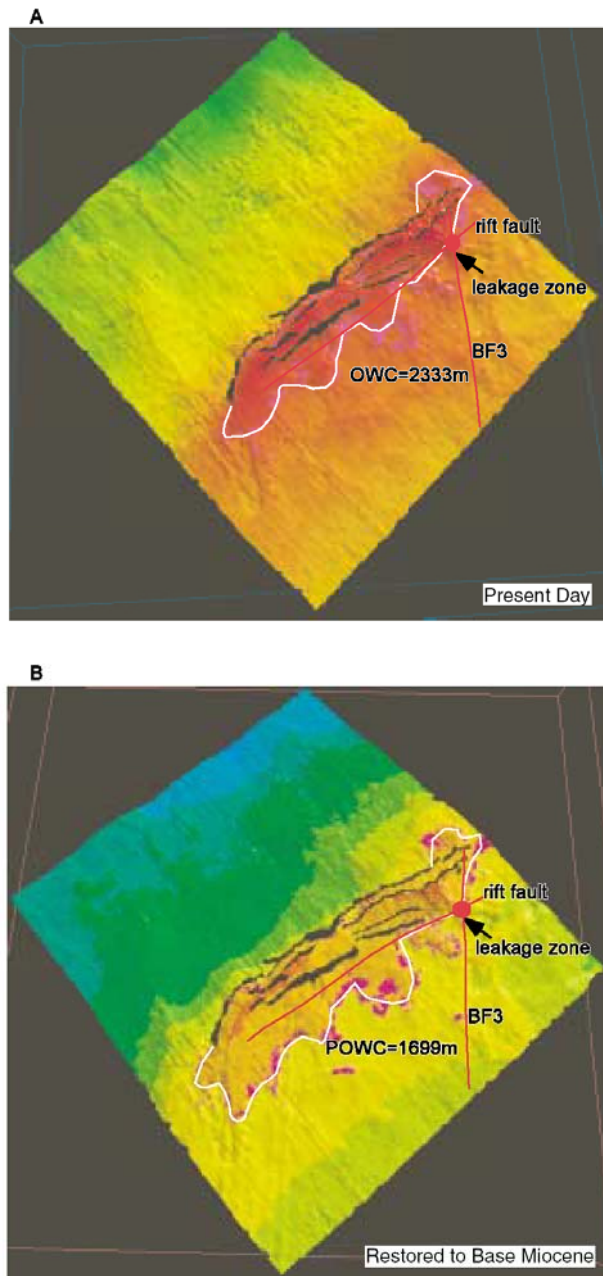 A
rift fault
leakage zone
BF3
OWC=2333m
Present Day
B
rift fault
leakage zone
BF3
POWC=1699m
Restored to Base Miocene